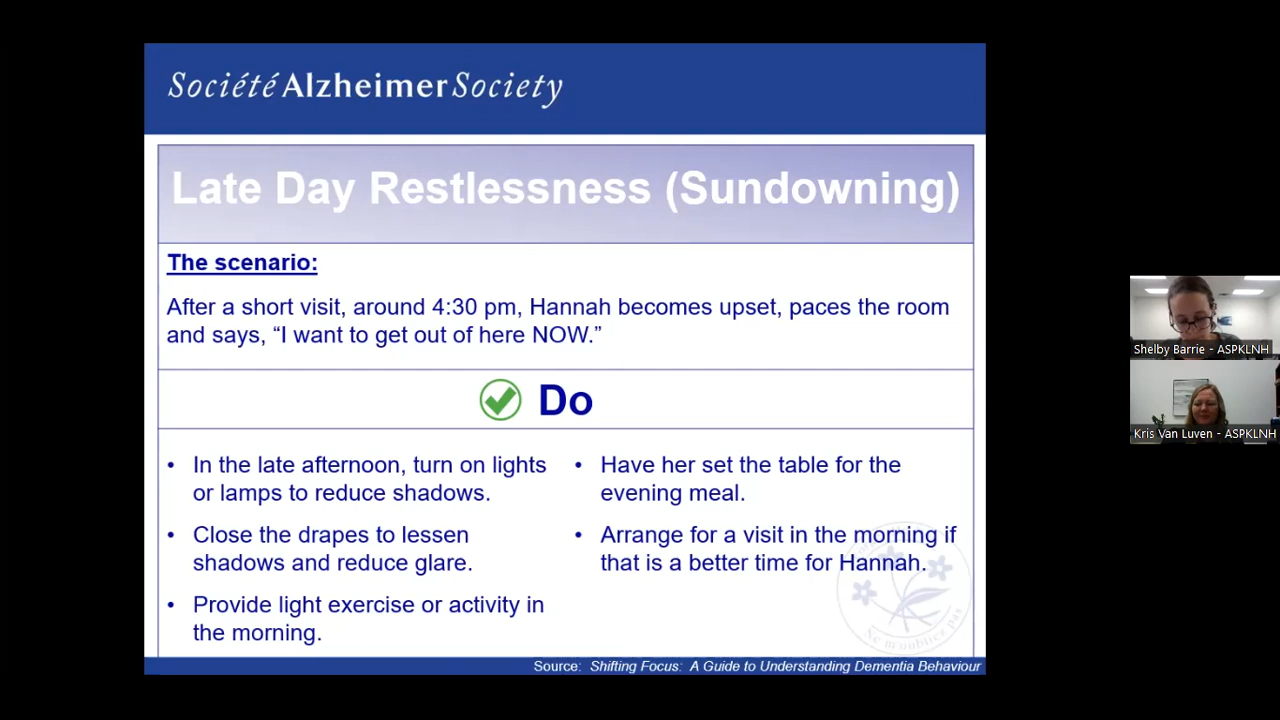 Société Alzheimer Society
Late Day Restlessness (Sundowning)
The scenario:
After a short visit, around 4:30 pm, Hannah becomes upset, paces the room
and says, “I want to get out of here NOW.”
Do
• In the late afternoon, turn on lights
or lamps to reduce shadows.
• Close the drapes to lessen
shadows and reduce glare.
• Provide light exercise or activity in
the morning.
• Have her set the table for the
evening meal.
• Arrange for a visit in the morning if
that is a better time for Hannah.
Ne m'oubliez pas
Source: Shifting Focus: A Guide to Understanding Dementia Behaviour
Shelby Barrie - ASPKLNH
Kris Van Luven - ASPKLNH